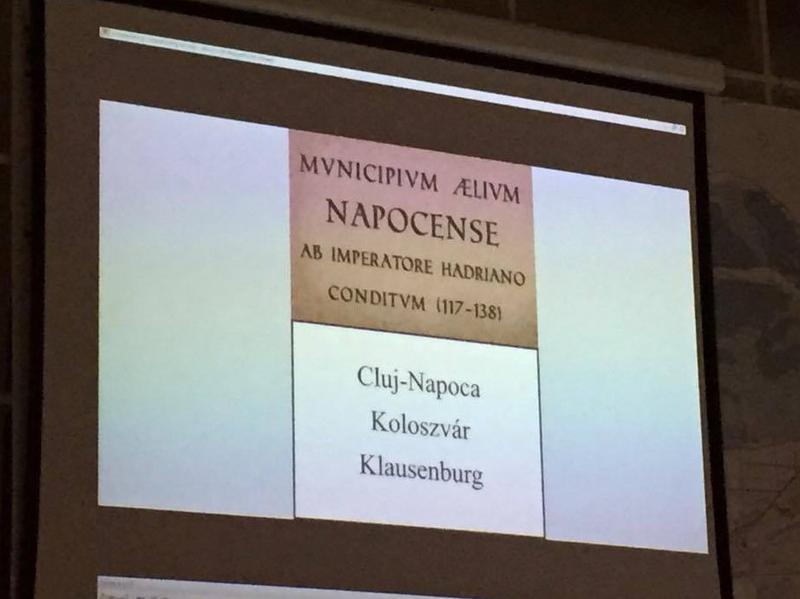 MVNICIPIVM ÆLIVM
NAPOCENSE
AB IMPERATORE HADRIANO
CONDITVM (117-138)
Cluj-Napoca
Koloszvár
Klausenburg